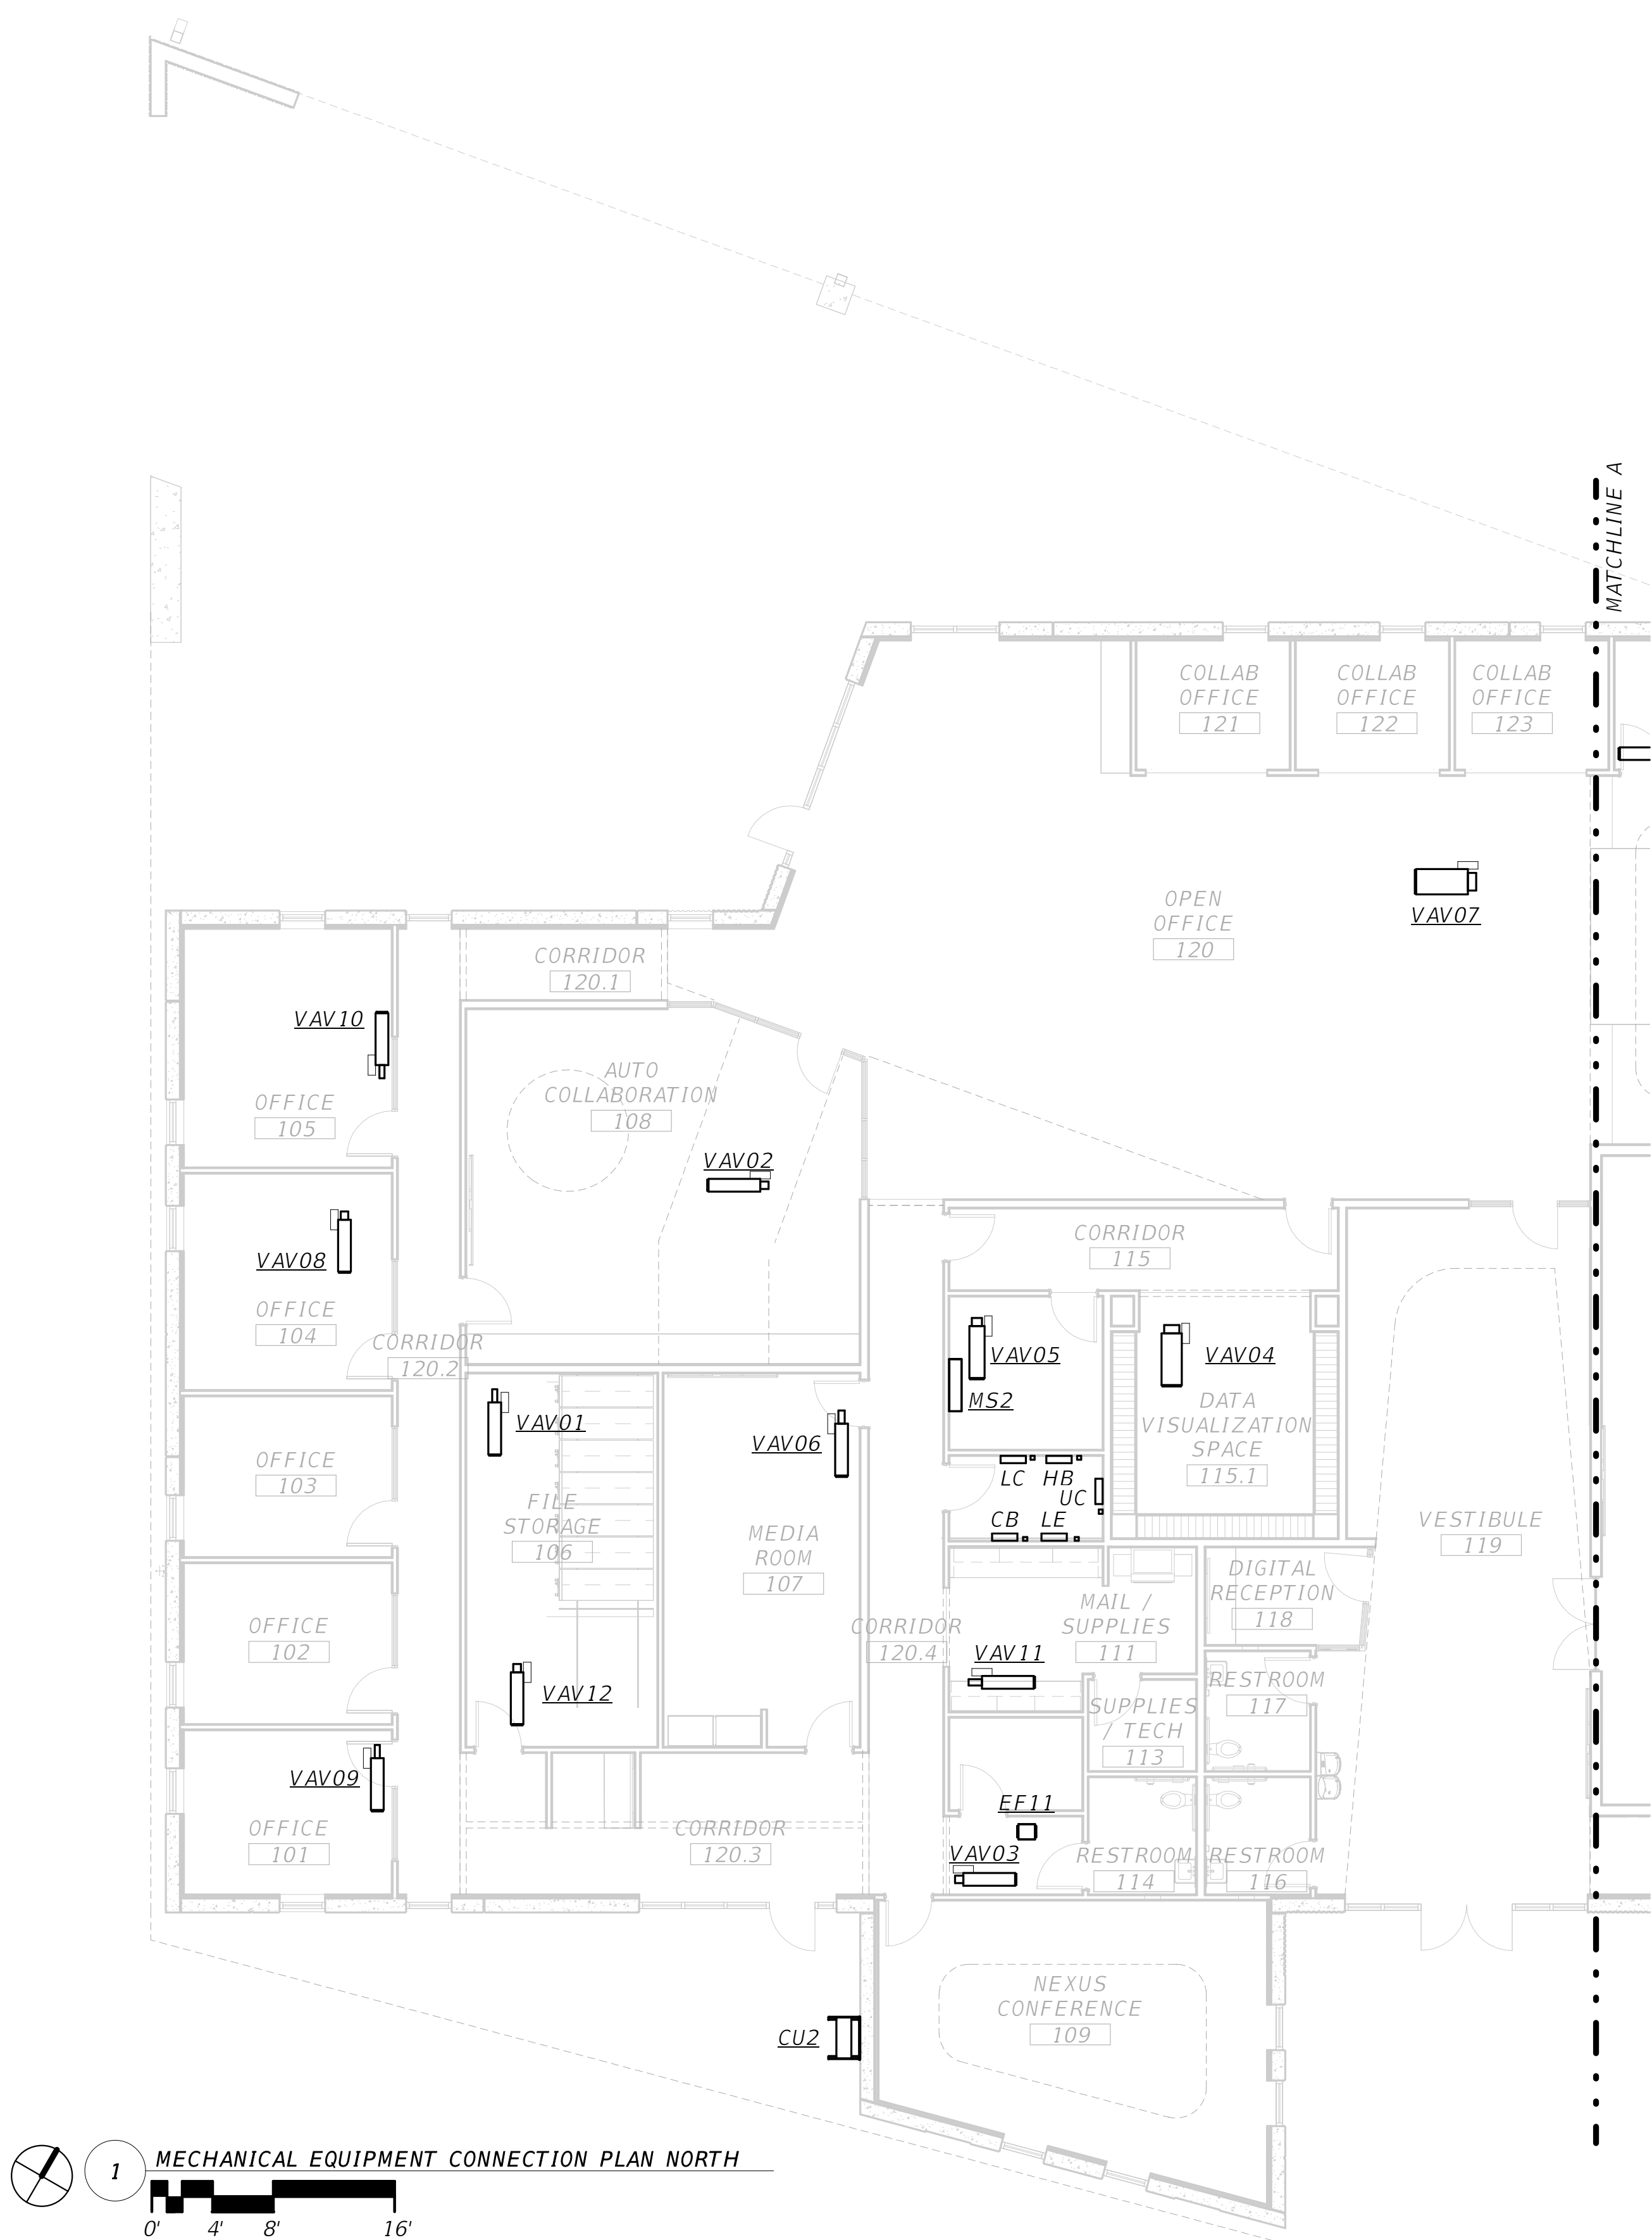 MATCHLINE A
COLLAB
OFFICE
121
COLLAB
OFFICE
122
COLLAB
OFFICE
123
OPEN
OFFICE
120
VAV07
CORRIDOR
120.1
VAV10
OFFICE
105
AUTO
COLLABORATION
108
VAV02
VAV08
OFFICE
104
CORRIDOR
120.2
CORRIDOR
115
VAV05
MS2
VAV04
DATA
VISUALIZATION
SPACE
115.1
VAV01
VAV06
OFFICE
103
FILE
STORAGE
106
MEDIA
ROOM
107
LC
HB
UC
CB
LE
VESTIBULE
119
DIGITAL
RECEPTION
118
OFFICE
102
CORRIDOR
120.4
MAIL /
SUPPLIES
111
VAV11
VAV12
SUPPLIES
/ TECH
113
RESTROOM
117
VAV09
OFFICE
101
CORRIDOR
120.3
EF11
VAV03
RESTROOM
114
RESTROOM
116
NEXUS
CONFERENCE
109
CU2
1
MECHANICAL EQUIPMENT CONNECTION PLAN NORTH
0' 4' 8' 16'